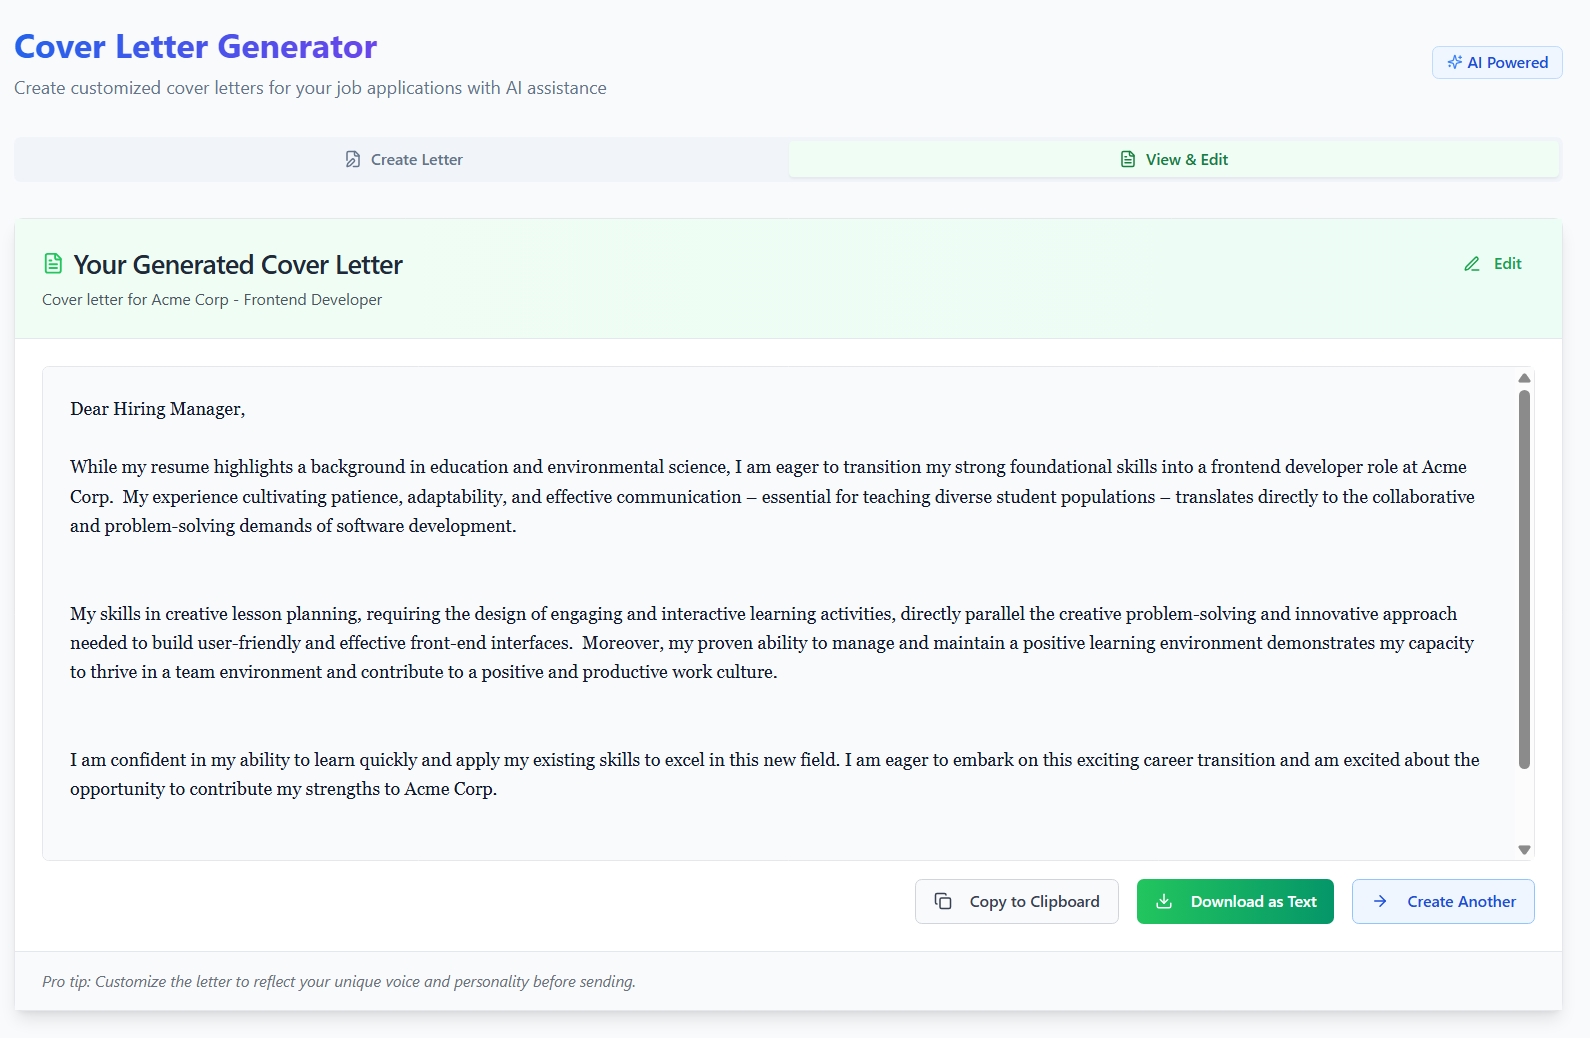 Cover Letter Generator
Create customized cover letters for your job applications with AI assistance
AI Powered
Create Letter
View & Edit
Your Generated Cover Letter
Edit
Cover letter for Acme Corp - Frontend Developer
Dear Hiring Manager,
While my resume highlights a background in education and environmental science, I am eager to transition my strong foundational skills into a frontend developer role at Acme
Corp.  My experience cultivating patience, adaptability, and effective communication – essential for teaching diverse student populations – translates directly to the collaborative
and problem-solving demands of software development.
My skills in creative lesson planning, requiring the design of engaging and interactive learning activities, directly parallel the creative problem-solving and innovative approach
needed to build user-friendly and effective front-end interfaces.  Moreover, my proven ability to manage and maintain a positive learning environment demonstrates my capacity
to thrive in a team environment and contribute to a positive and productive work culture.
I am confident in my ability to learn quickly and apply my existing skills to excel in this new field. I am eager to embark on this exciting career transition and am excited about the
opportunity to contribute my strengths to Acme Corp.
Copy to Clipboard
Download as Text
Create Another
Pro tip: Customize the letter to reflect your unique voice and personality before sending.